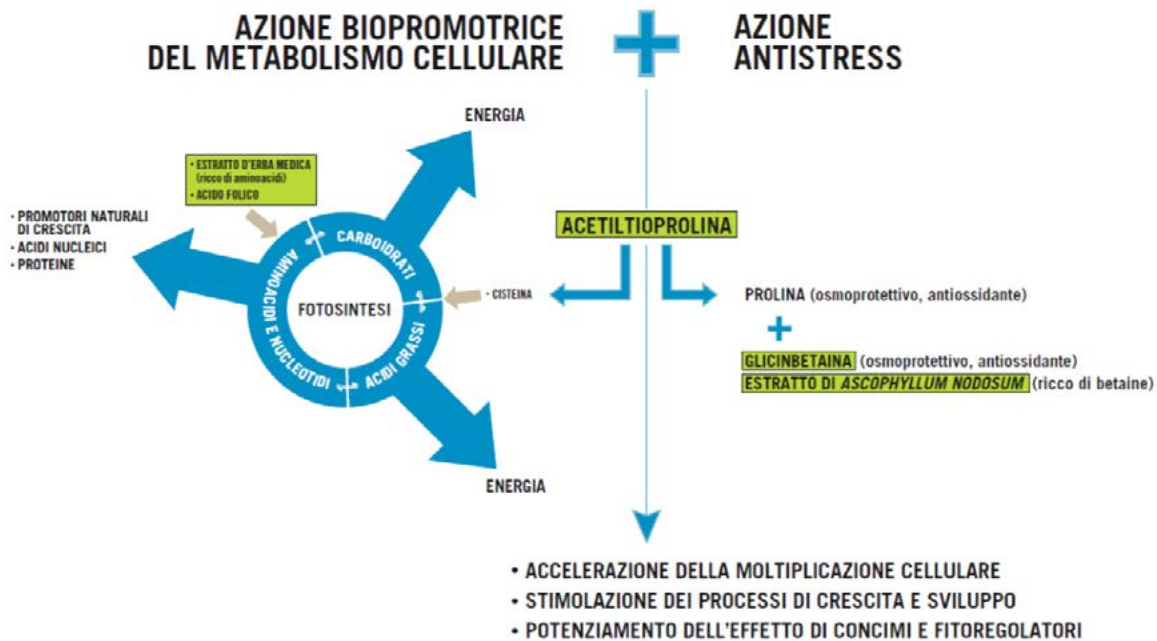 AZIONE BIOPROMOTRICE
DEL METABOLISMO CELLULARE
AZIONE
ANTISTRESS
ENERGIA
• ESTRATTO D'ERBA MEDICA
(ricco di aminoacidi)
• ACIDO FOLICO
• PROMOTORI NATURALI
DI CRESCITA
• ACIDI NUCLEICI
• PROTEINE
CARBOIDRATI
AMINOACIDI E NUCLEOTIDI
ACIDI GRASSI
FOTOSINTESI
• CISTEINA
ACETILTIOPROLINA
PROLINA (osmoprotettivo, antiossidante)
+
GLICINBETAINA (osmoprotettivo, antiossidante)
ESTRATTO DI ASCOPHYLLUM NODOSUM (ricco di betaine)
ENERGIA
• ACCELERAZIONE DELLA MOLTIPLICAZIONE CELLULARE
• STIMOLAZIONE DEI PROCESSI DI CRESCITA E SVILUPPO
• POTENZIAMENTO DELL'EFFETTO DI CONCIMI E FITOREGOLATORI